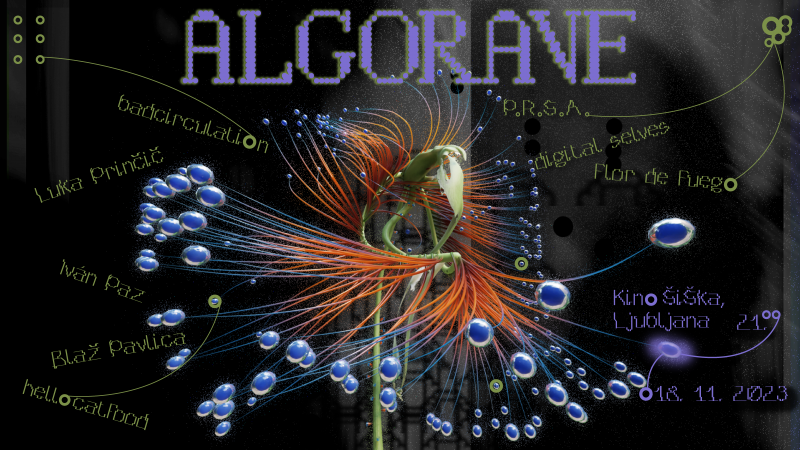 ALGORAVE
badcirculation
Luka Prinčič
Ivan Paz
Blaž Pavlica
hellocatfood
P.R.S.A.
digital selves
flor de fuego
Kino Šiška,
Ljubljana 21:00
18. 11. 2023